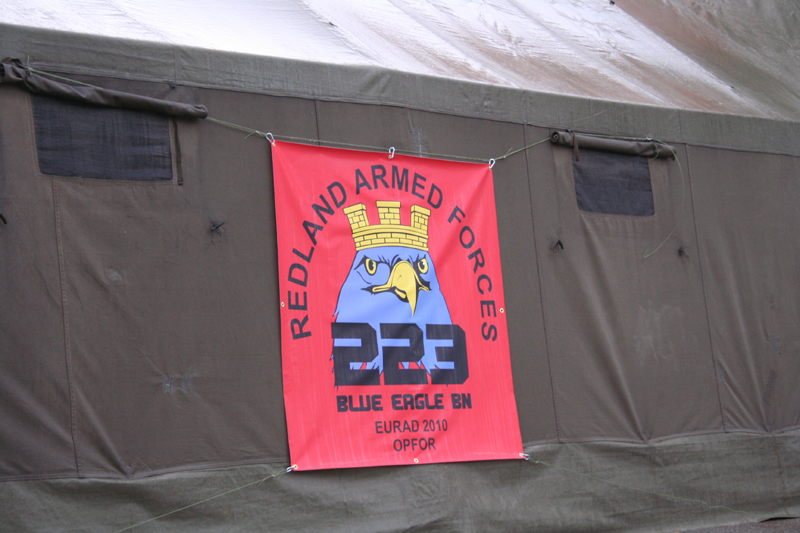 REDLAND ARMED FORCES
223
BLUE EAGLE BN
EURAD 2010
OPFOR